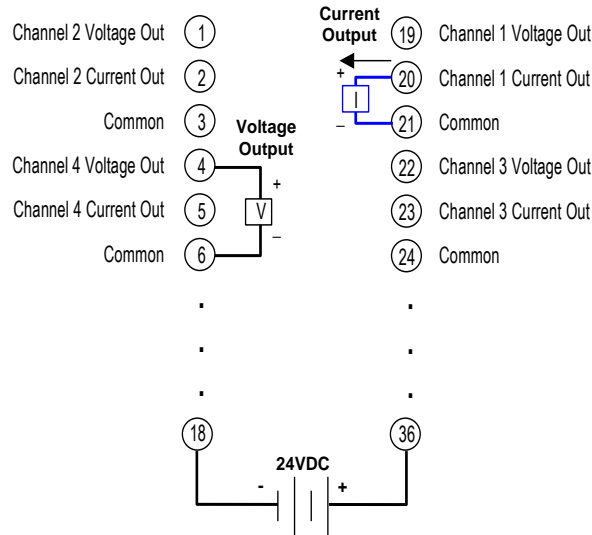 Channel 2 Voltage Out 1
Channel 2 Current Out 2
Common 3
Channel 4 Voltage Out 4
Channel 4 Current Out 5
Common 6
Voltage
Output
+
V
–
Current
Output
+
I
–
19 Channel 1 Voltage Out
20 Channel 1 Current Out
21 Common
22 Channel 3 Voltage Out
23 Channel 3 Current Out
24 Common
18
36
24VDC
- +